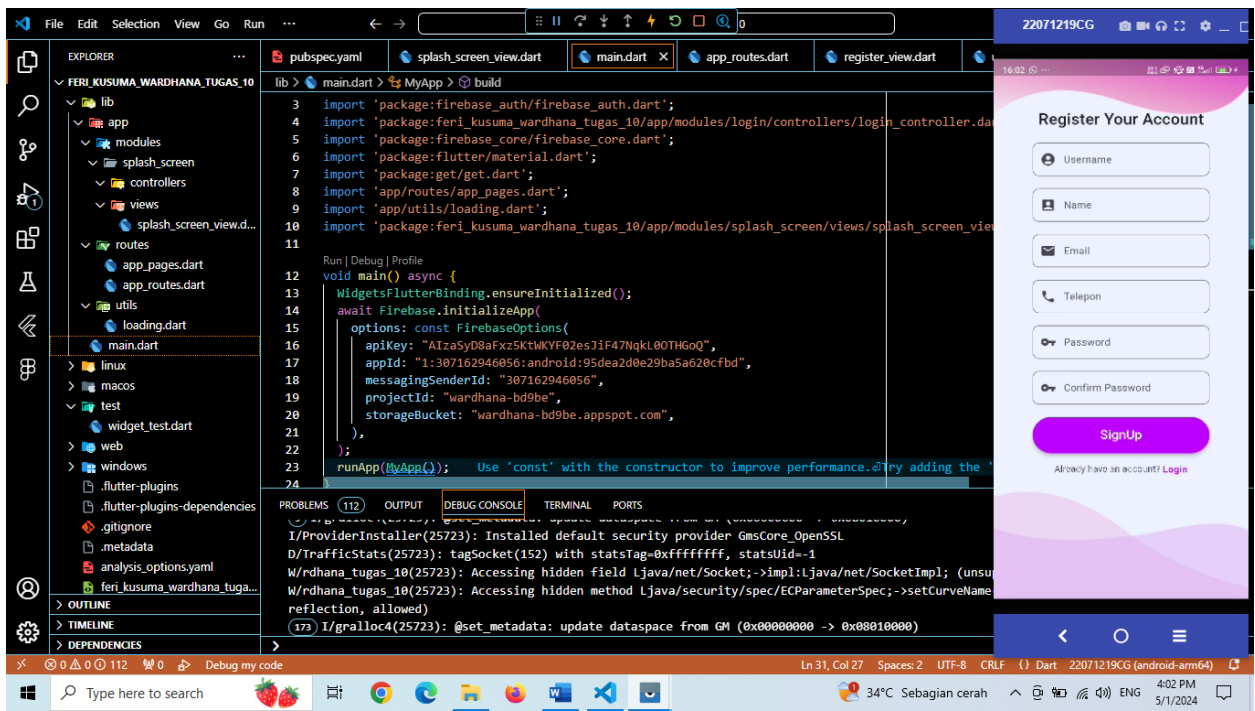 File Edit Selection View Go Run ···
0
22071219CG
EXPLORER ···
FERI_KUSUMA_WARDHANA_TUGAS_10
lib
app
modules
splash_screen
controllers
views
splash_screen_view.d...
routes
app_pages.dart
app_routes.dart
utils
loading.dart
main.dart
linux
macos
test
widget_test.dart
web
windows
.flutter-plugins
.flutter-plugins-dependencies
.gitignore
.metadata
analysis_options.yaml
feri_kusuma_wardhana_tuga...
OUTLINE
TIMELINE
DEPENDENCIES
1
pubspec.yaml splash_screen_view.dart main.dart app_routes.dart register_view.dart
lib > main.dart > MyApp > build
3 import 'package:firebase_auth/firebase_auth.dart';
4 import 'package:feri_kusuma_wardhana_tugas_10/app/modules/login/controllers/login_controller.da
5 import 'package:firebase_core/firebase_core.dart';
6 import 'package:flutter/material.dart';
7 import 'package:get/get.dart';
8 import 'app/routes/app_pages.dart';
9 import 'app/utils/loading.dart';
10 import 'package:feri_kusuma_wardhana_tugas_10/app/modules/splash_screen/views/splash_screen_vie
11
Run | Debug | Profile
12 void main() async {
13 WidgetsFlutterBinding.ensureInitialized();
14 await Firebase.initializeApp(
15 options: const FirebaseOptions(
16 apiKey: "AIzaSyD8aFxz5KtWKYF02esJiF47NqkL0OTHGoQ",
17 appId: "1:307162946056:android:95dea2d0e29ba5a620cfbd",
18 messagingSenderId: "307162946056",
19 projectId: "wardhana-bd9be",
20 storageBucket: "wardhana-bd9be.appspot.com",
21 ),
22 );
23 runApp(MyApp()); Use 'const' with the constructor to improve performance.⏎Try adding the '
24 }
PROBLEMS 112 OUTPUT DEBUG CONSOLE TERMINAL PORTS
I/ProviderInstaller(25723): Installed default security provider GmsCore_OpenSSL
D/TrafficStats(25723): tagSocket(152) with statsTag=0xffffffff, statsUid=-1
W/rdhana_tugas_10(25723): Accessing hidden field Ljava/net/Socket;->impl:Ljava/net/SocketImpl; (unsu
W/rdhana_tugas_10(25723): Accessing hidden method Ljava/security/spec/ECParameterSpec;->setCurveName
reflection, allowed)
173 I/gralloc4(25723): @set_metadata: update dataspace from GM (0x00000000 -> 0x08010000)
>
16:02
Register Your Account
Username
Name
Email
Telepon
Password
Confirm Password
SignUp
Already have an account? Login
0 0 112 0 Debug my code Ln 31, Col 27 Spaces: 2 UTF-8 CRLF {} Dart 22071219CG (android-arm64)
Type here to search 34°C Sebagian cerah ENG 4:02 PM
5/1/2024